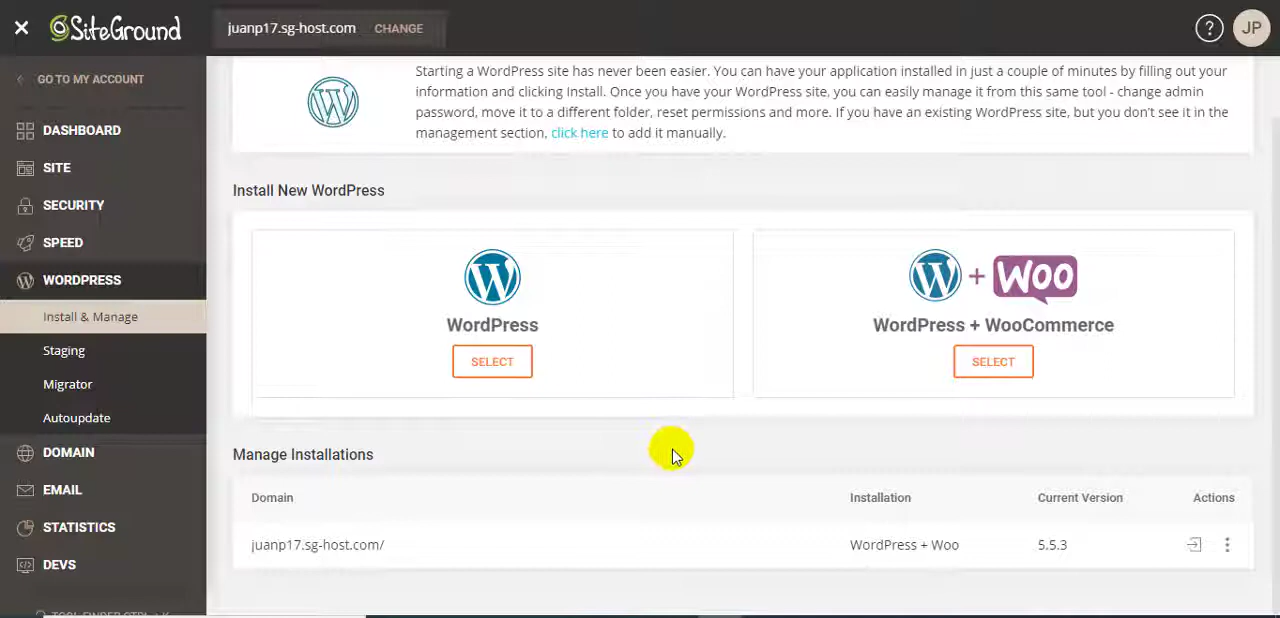 SiteGround
juanp17.sg-host.com CHANGE
? JP
GO TO MY ACCOUNT
DASHBOARD
SITE
SECURITY
SPEED
WORDPRESS
Install & Manage
Staging
Migrator
Autoupdate
DOMAIN
EMAIL
STATISTICS
DEVS
Starting a WordPress site has never been easier. You can have your application installed in just a couple of minutes by filling out your
information and clicking Install. Once you have your WordPress site, you can easily manage it from this same tool - change admin
password, move it to a different folder, reset permissions and more. If you have an existing WordPress site, but you don't see it in the
management section, click here to add it manually.
Install New WordPress
WordPress
SELECT
+ WOO
WordPress + WooCommerce
SELECT
Manage Installations
Domain Installation Current Version Actions
juanp17.sg-host.com/ WordPress + Woo 5.5.3